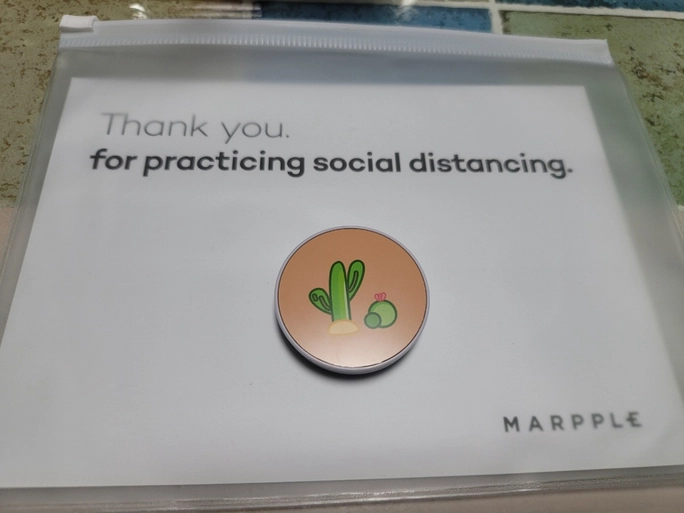 Thank you.
for practicing social distancing.
MARPPLE